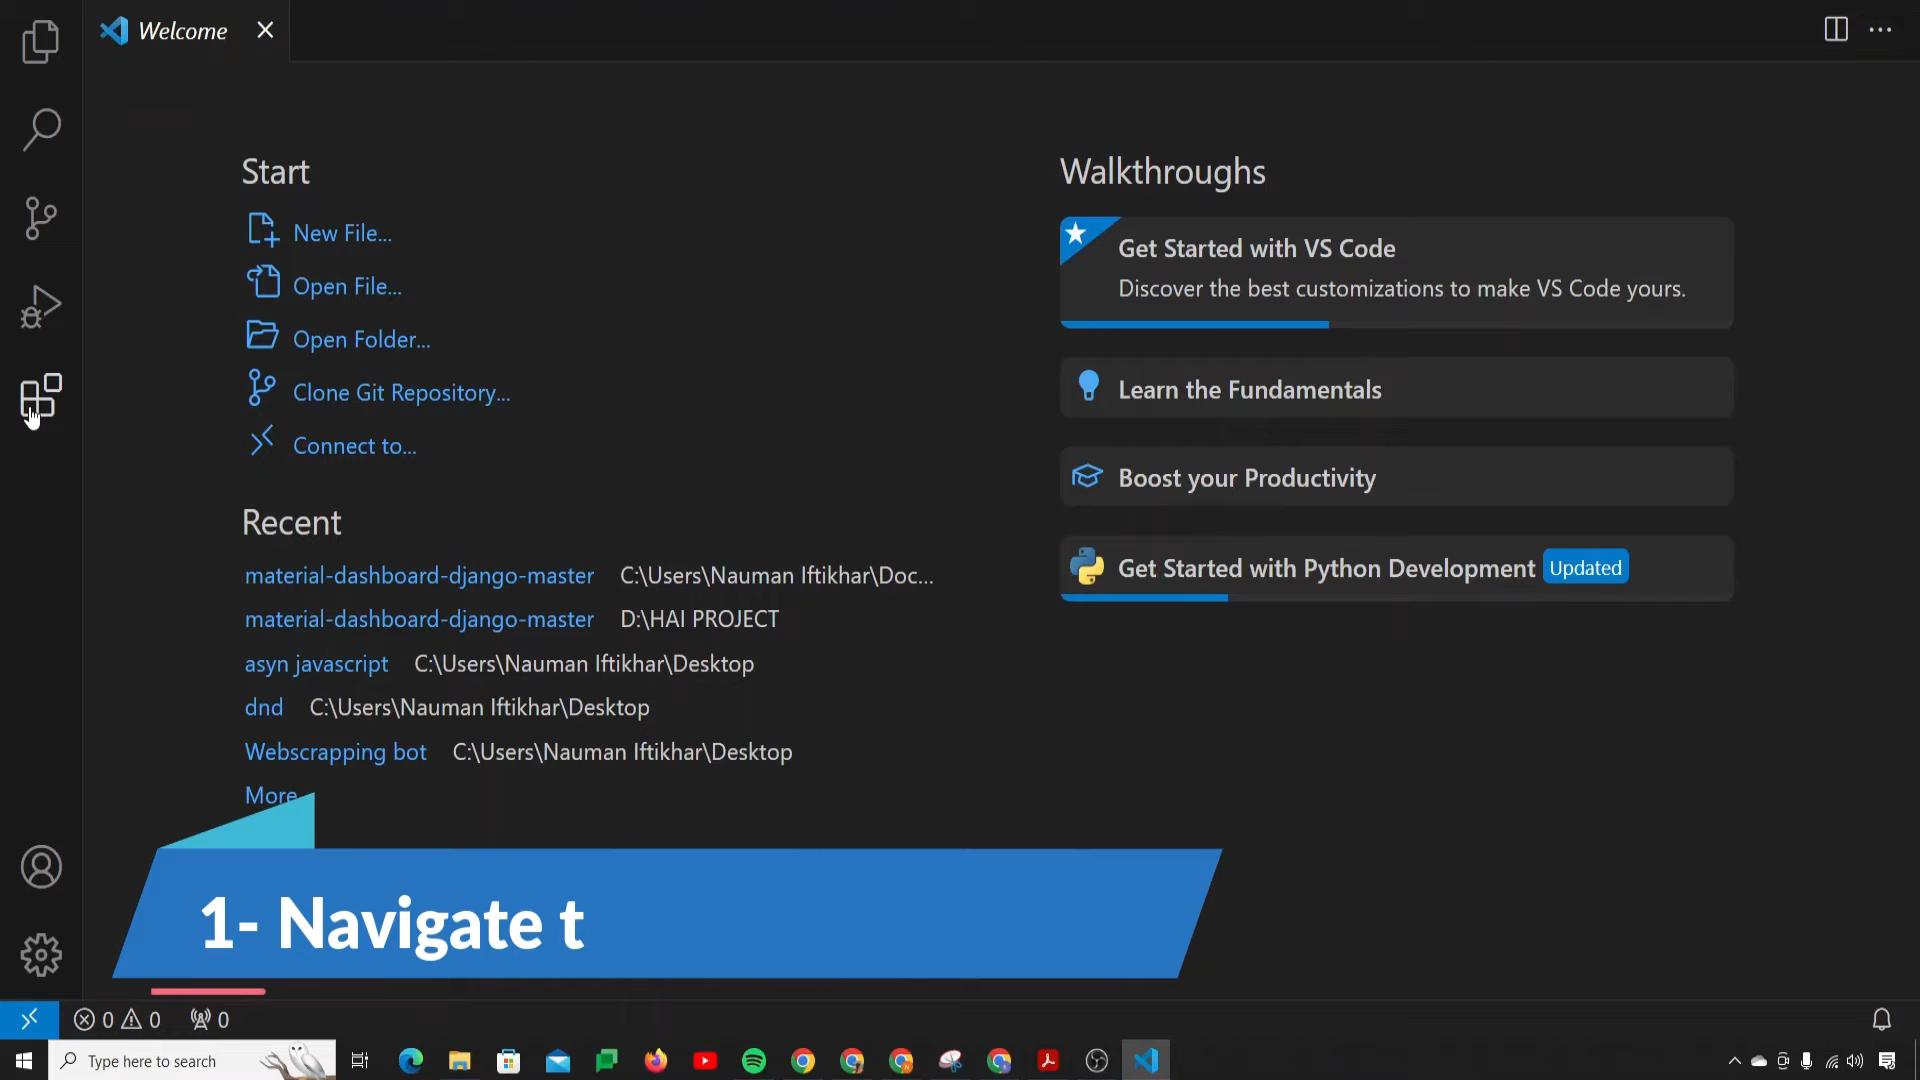 Welcome
Start
New File...
Open File...
Open Folder...
Clone Git Repository...
Connect to...
Recent
material-dashboard-django-master C:\Users\Nauman Iftikhar\Doc...
material-dashboard-django-master D:\HAI PROJECT
asyn javascript C:\Users\Nauman Iftikhar\Desktop
dnd C:\Users\Nauman Iftikhar\Desktop
Webscrapping bot C:\Users\Nauman Iftikhar\Desktop
More
Walkthroughs
Get Started with VS Code
Discover the best customizations to make VS Code yours.
Learn the Fundamentals
Boost your Productivity
Get Started with Python Development Updated
1- Navigate t
0 0 0
Type here to search